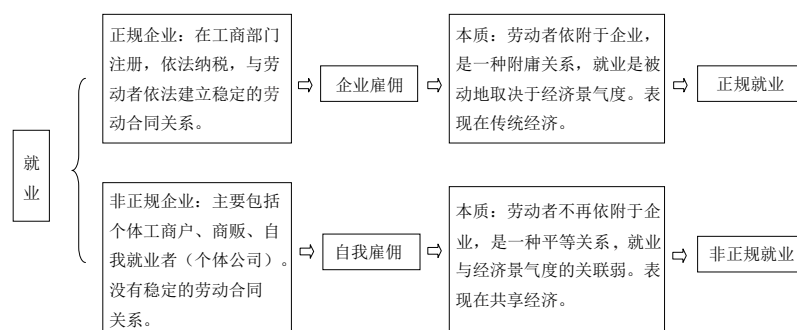 正规企业：在工商部门
注册，依法纳税，与劳
动者依法建立稳定的劳
动合同关系。
企业雇佣
本质：劳动者依附于企业，
是一种附庸关系，就业是被
动地取决于经济景气度。表
现在传统经济。
正规就业
就
业
非正规企业：主要包括
个体工商户、商贩、自
我就业者（个体公司）。
没有稳定的劳动合同
关系。
自我雇佣
本质：劳动者不再依附于企
业，是一种平等关系，就业
与经济景气度的关联弱。表
现在共享经济。
非正规就业